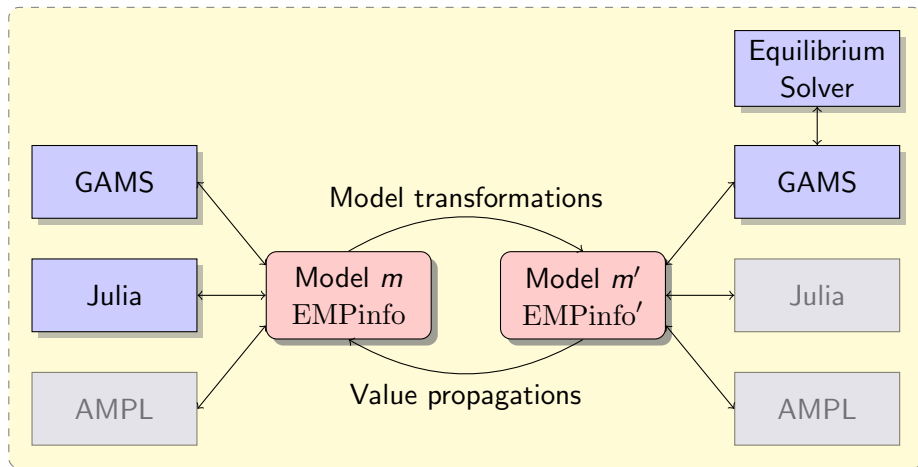 Equilibrium
Solver
GAMS
GAMS
Model transformations
Model m
EMPinfo
Model m′
EMPinfo′
Julia
Julia
Value propagations
AMPL
AMPL